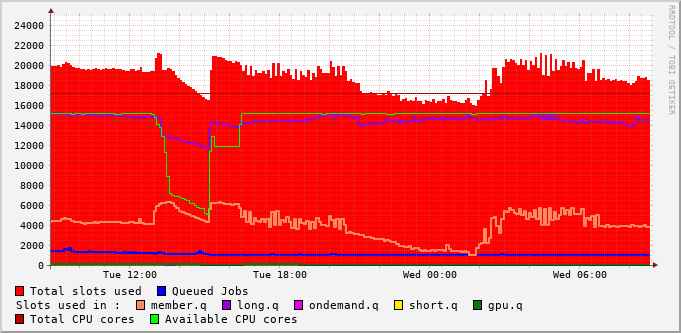 RRDTOOL / TOBI OETIKER
24000
22000
20000
18000
16000
14000
12000
10000
8000
6000
4000
2000
0
Tue 12:00 Tue 18:00 Wed 00:00 Wed 06:00
Total slots used Queued Jobs
Slots used in : member.q long.q ondemand.q short.q gpu.q
Total CPU cores Available CPU cores